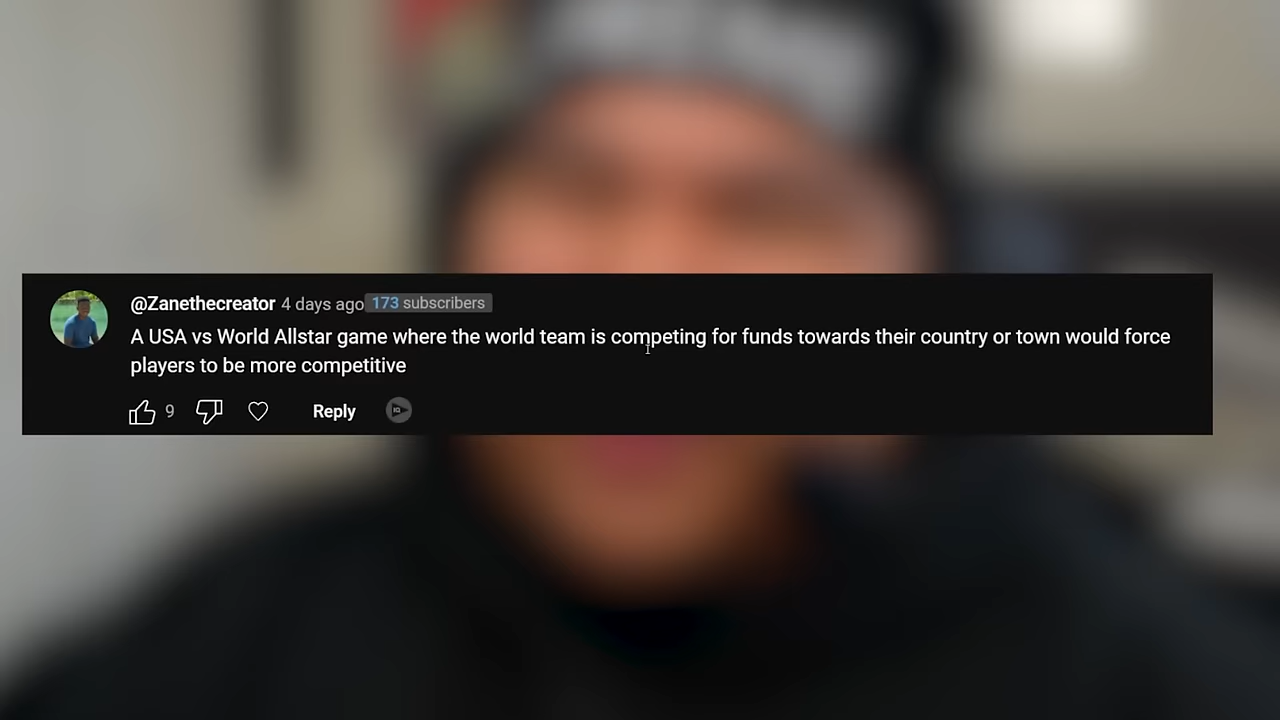 @Zanethecreator 4 days ago 173 subscribers
A USA vs World Allstar game where the world team is competing for funds towards their country or town would force
players to be more competitive
9 Reply